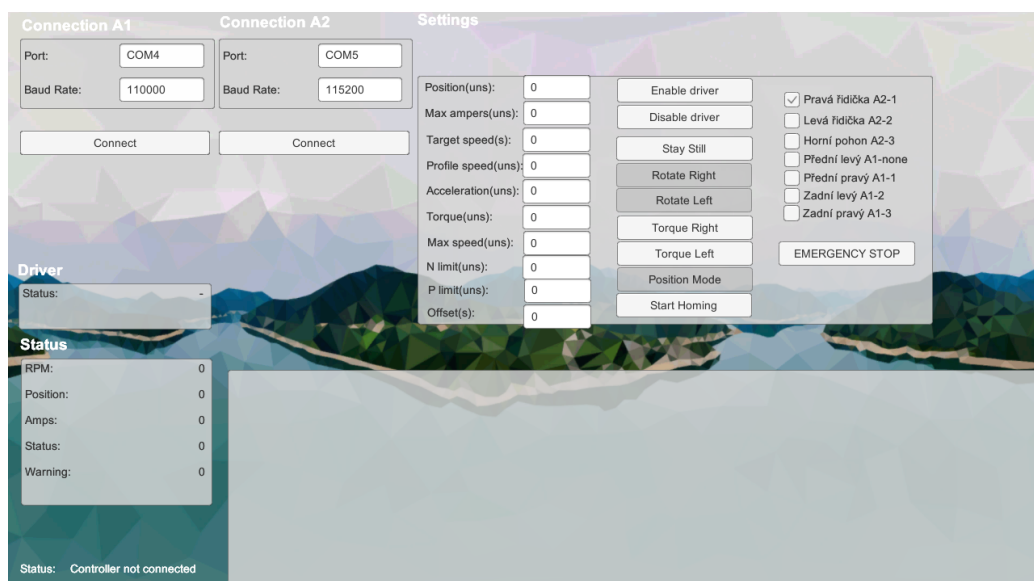 Connection A1
Port: COM4
Baud Rate: 110000
Connect
Connection A2
Port: COM5
Baud Rate: 115200
Connect
Settings
Position(uns): 0
Max ampers(uns): 0
Target speed(s): 0
Profile speed(uns): 0
Acceleration(uns): 0
Torque(uns): 0
Max speed(uns): 0
N limit(uns): 0
P limit(uns): 0
Offset(s): 0
Enable driver
Disable driver
Stay Still
Rotate Right
Rotate Left
Torque Right
Torque Left
Position Mode
Start Homing
Pravá řidička A2-1
Levá řidička A2-2
Horní pohon A2-3
Přední levý A1-none
Přední pravý A1-1
Zadní levý A1-2
Zadní pravý A1-3
EMERGENCY STOP
Driver
Status: -
Status
RPM: 0
Position: 0
Amps: 0
Status: 0
Warning: 0
Status: Controller not connected